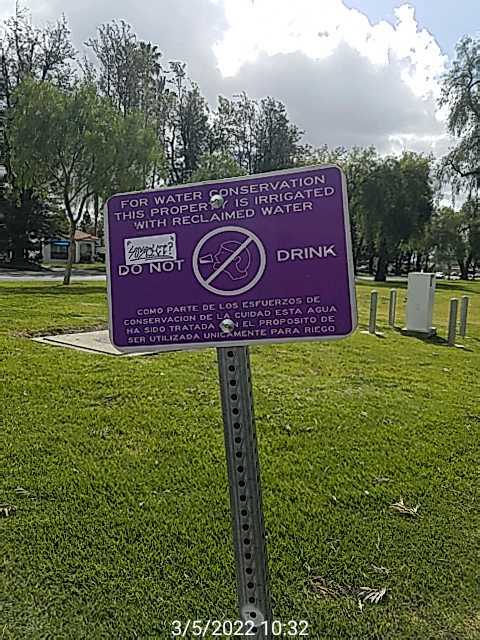 FOR WATER CONSERVATION
THIS PROPERTY IS IRRIGATED
WITH RECLAIMED WATER
DO NOT DRINK
COMO PARTE DE LOS ESFUERZOS DE
CONSERVACION DE LA CUIDAD ESTA AGUA
HA SIDO TRATADA CON EL PROPOSITO DE
SER UTILIZADA UNICAMENTE PARA RIEGO
3/5/2022 10:32